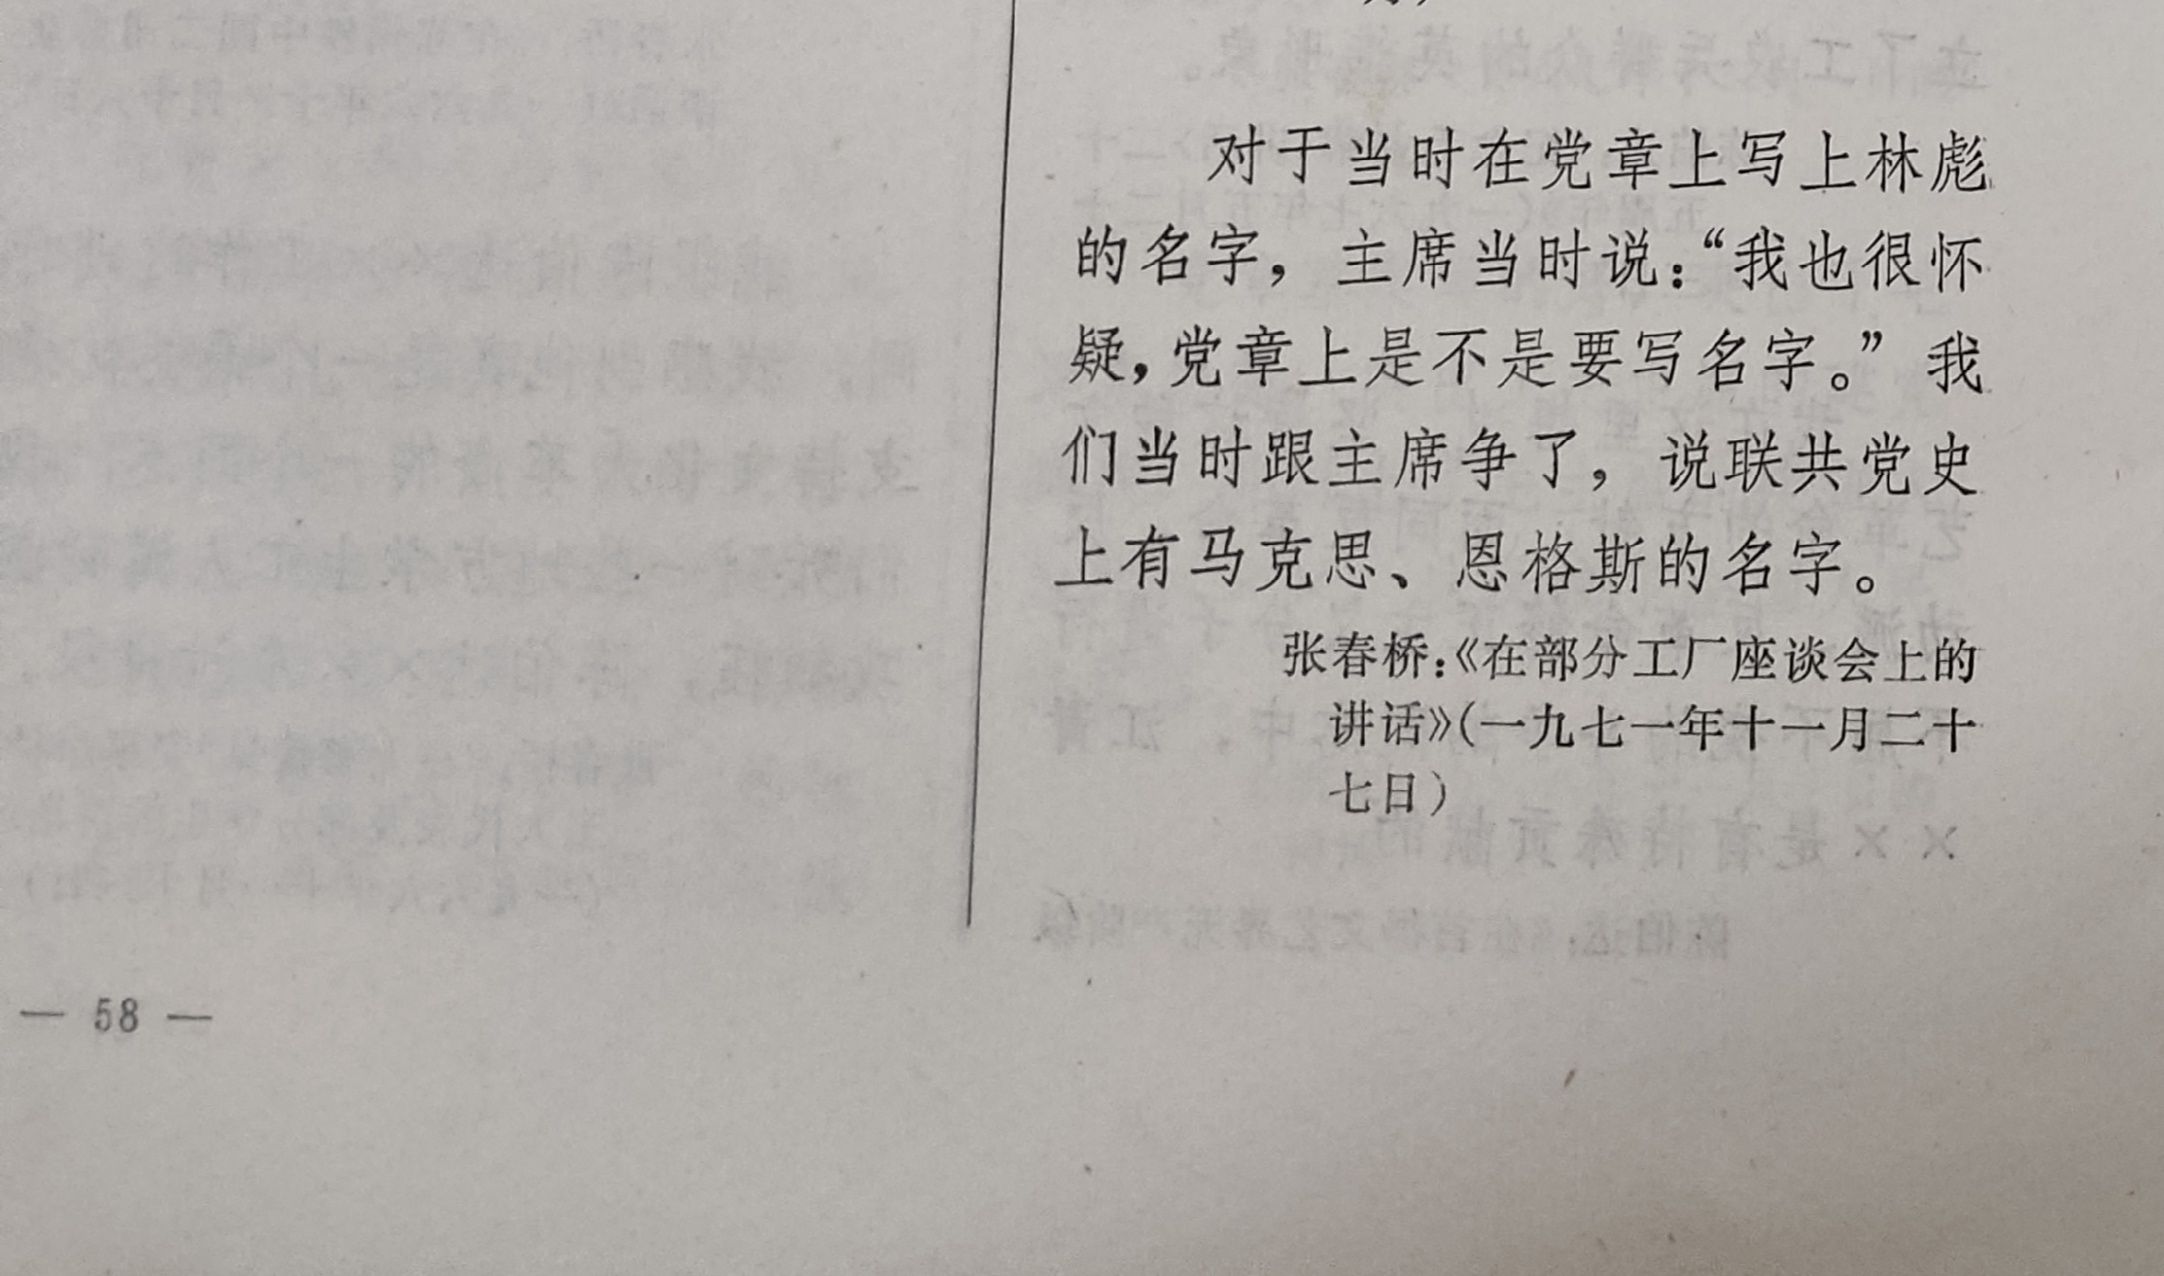 对于当时在党章上写上林彪
的名字，主席当时说：“我也很怀
疑，党章上是不是要写名字。”我
们当时跟主席争了，说联共党史
上有马克思、恩格斯的名字。
张春桥：《在部分工厂座谈会上的
讲话》（一九七一年十一月二十
七日）
— 58 —